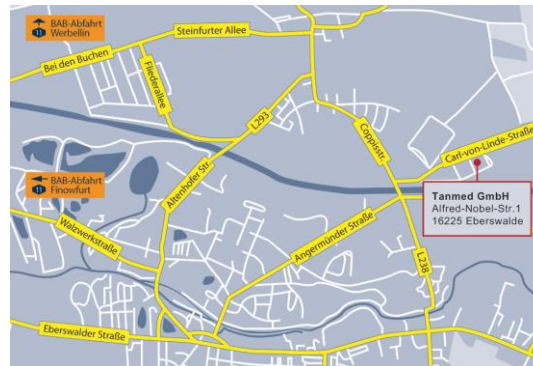 BAB-Abfahrt
11 Werbellin
Steinfurter Allee
Bei den Buchen
Fliederallee
L293
Coppistr.
Carl-von-Linde-Straße
Altenhofer Str.
BAB-Abfahrt
11 Finowfurt
Tanmed GmbH
Alfred-Nobel-Str.1
16225 Eberswalde
Walzwerkstraße
Angermünder Straße
L238
Eberswalder Straße